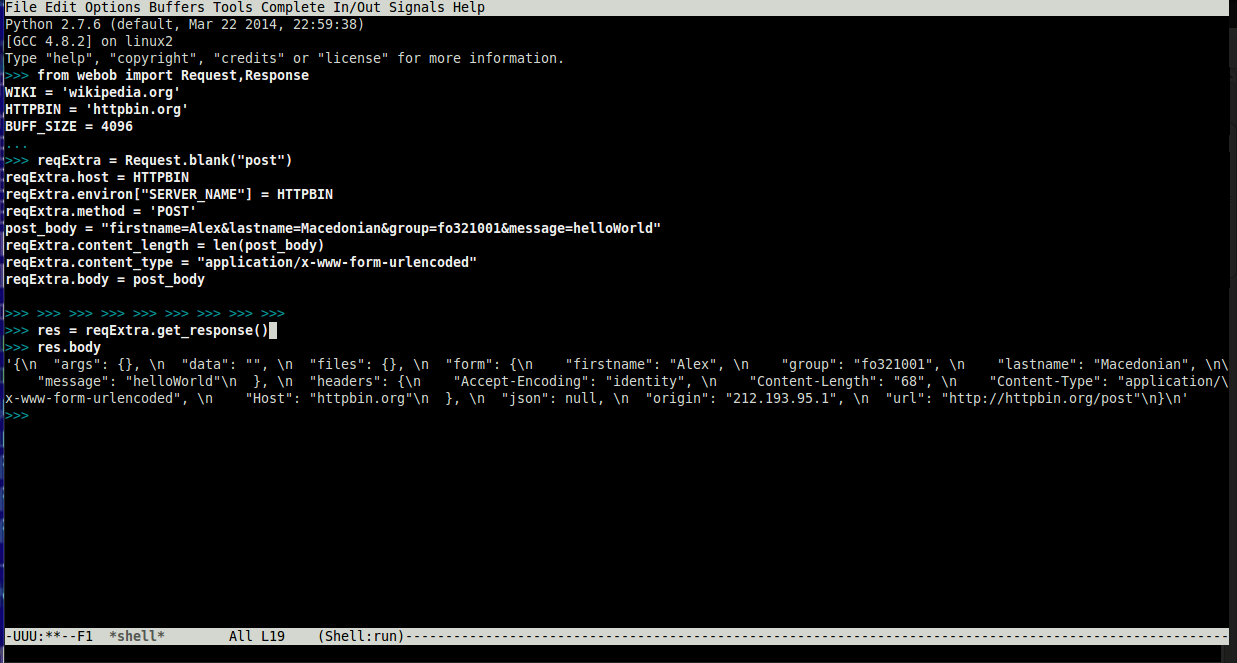 File Edit Options Buffers Tools Complete In/Out Signals Help
Python 2.7.6 (default, Mar 22 2014, 22:59:38)
[GCC 4.8.2] on linux2
Type "help", "copyright", "credits" or "license" for more information.
>>> from webob import Request,Response
WIKI = 'wikipedia.org'
HTTPBIN = 'httpbin.org'
BUFF_SIZE = 4096
...
>>> reqExtra = Request.blank("post")
reqExtra.host = HTTPBIN
reqExtra.environ["SERVER_NAME"] = HTTPBIN
reqExtra.method = 'POST'
post_body = "firstname=Alex&lastname=Macedonian&group=fo321001&message=helloWorld"
reqExtra.content_length = len(post_body)
reqExtra.content_type = "application/x-www-form-urlencoded"
reqExtra.body = post_body
>>> >>> >>> >>> >>> >>> >>> >>> >>>
>>> res = reqExtra.get_response()
>>> res.body
'{\n  "args": {}, \n  "data": "", \n  "files": {}, \n  "form": {\n    "firstname": "Alex", \n    "group": "fo321001", \n    "lastname": "Macedonian", \n\
    "message": "helloWorld"\n  }, \n  "headers": {\n    "Accept-Encoding": "identity", \n    "Content-Length": "68", \n    "Content-Type": "application/\
x-www-form-urlencoded", \n    "Host": "httpbin.org"\n  }, \n  "json": null, \n  "origin": "212.193.95.1", \n  "url": "http://httpbin.org/post"\n}\n'
>>>
-UUU:**--F1  *shell*        All L19    (Shell:run)-------------------------------------------------------------------------------------------------------